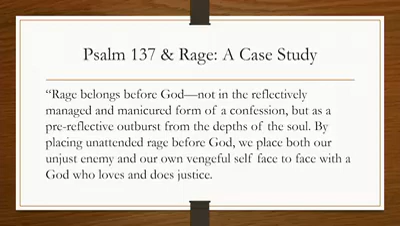 Psalm 137 & Rage: A Case Study
“Rage belongs before God—not in the reflectively
managed and manicured form of a confession, but as a
pre-reflective outburst from the depths of the soul. By
placing unattended rage before God, we place both our
unjust enemy and our own vengeful self face to face with a
God who loves and does justice.